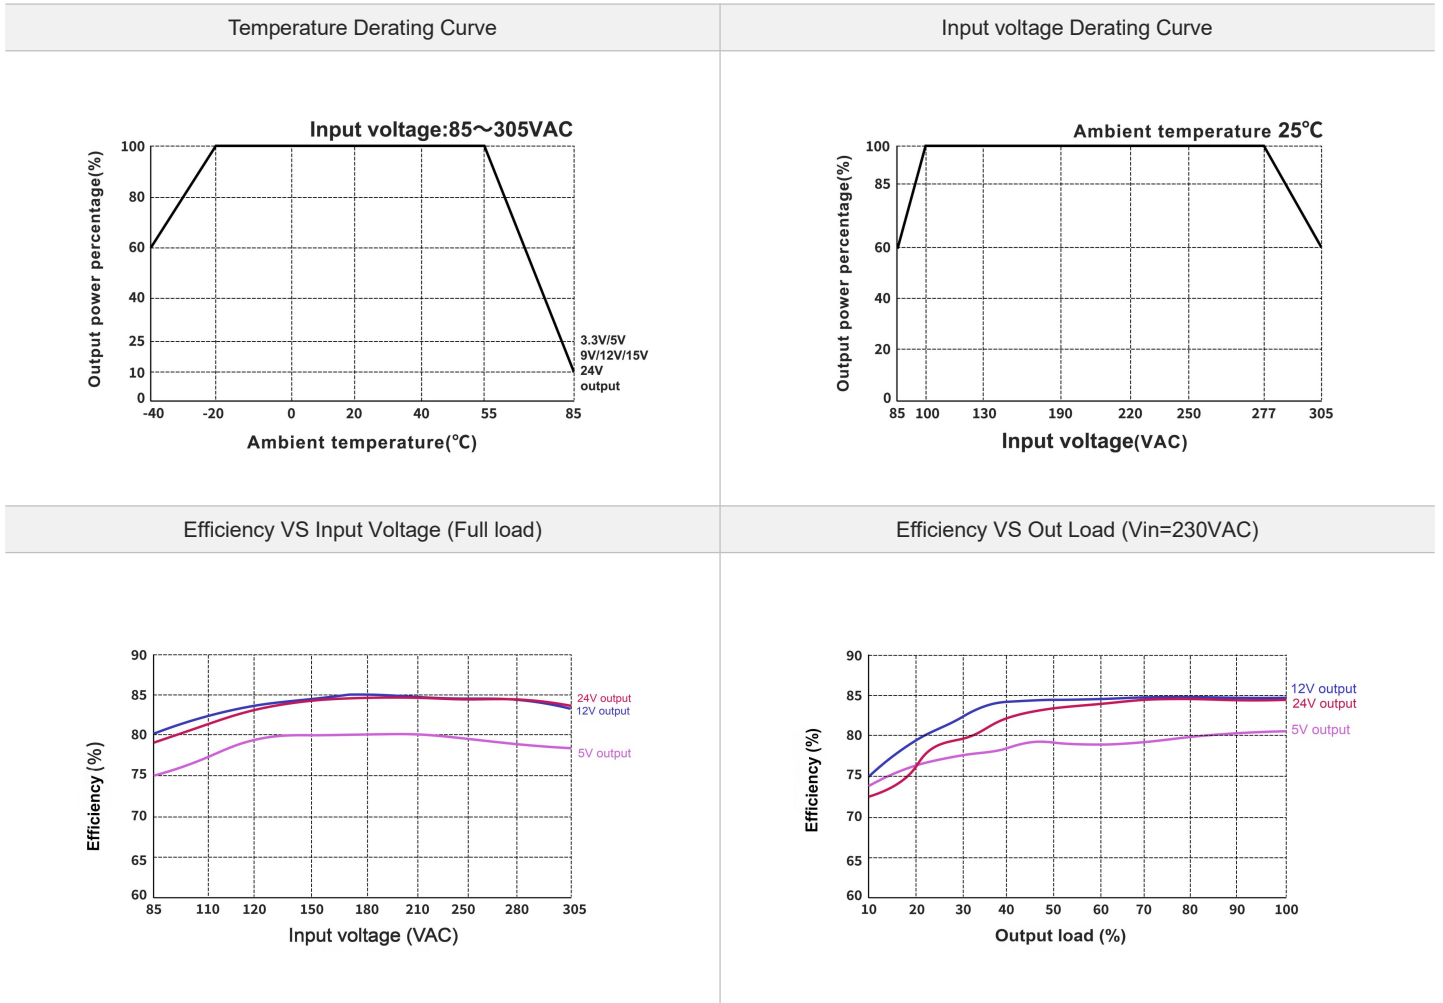 Temperature Derating Curve
Input voltage Derating Curve
Input voltage:85～305VAC
Output power percentage(%)
100
80
60
40
25
10
0
3.3V/5V
9V/12V/15V
24V
output
-40 -20 0 20 40 55 85
Ambient temperature(℃)
Ambient temperature 25℃
Output power percentage(%)
100
85
60
40
20
0
85 100 130 190 220 250 277 305
Input voltage(VAC)
Efficiency VS Input Voltage (Full load)
Efficiency VS Out Load (Vin=230VAC)
Efficiency (%)
90
85
80
75
70
65
60
24V output
12V output
5V output
85 110 120 150 180 210 250 280 305
Input voltage (VAC)
Efficiency (%)
90
85
80
75
70
65
60
12V output
24V output
5V output
10 20 30 40 50 60 70 80 90 100
Output load (%)